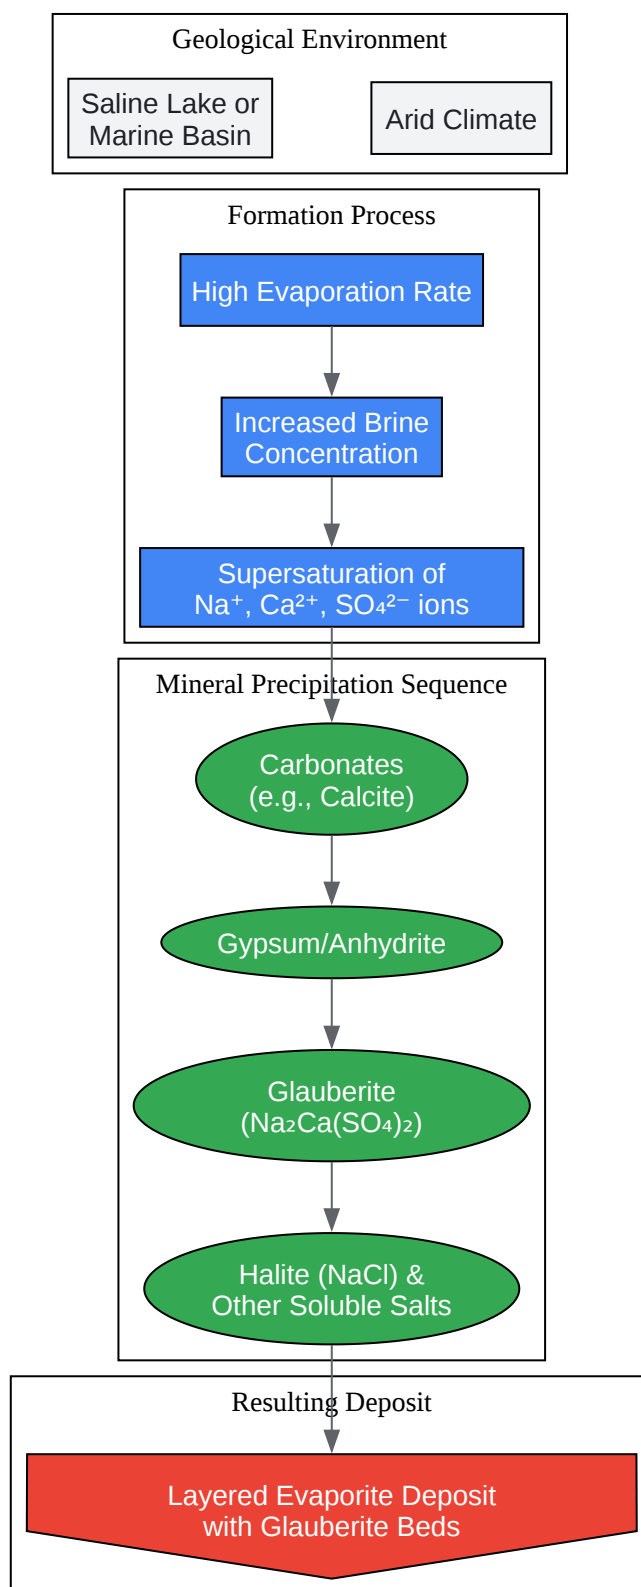 Geological Environment
Saline Lake or
Marine Basin
Arid Climate
Formation Process
High Evaporation Rate
Increased Brine
Concentration
Supersaturation of
Na⁺, Ca²⁺, SO₄²⁻ ions
Mineral Precipitation Sequence
Carbonates
(e.g., Calcite)
Gypsum/Anhydrite
Glauberite
(Na₂Ca(SO₄)₂)
Halite (NaCl) &
Other Soluble Salts
Resulting Deposit
Layered Evaporite Deposit
with Glauberite Beds